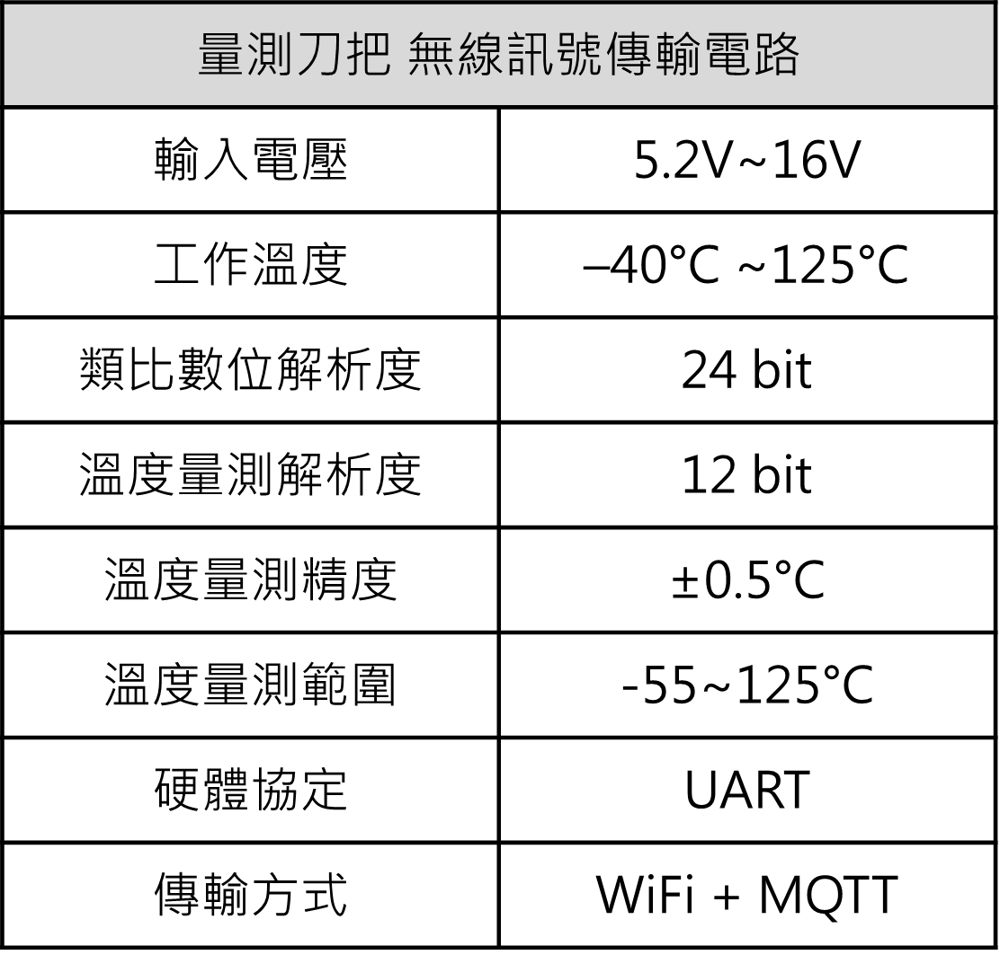 量測刀把 無線訊號傳輸電路
輸入電壓 5.2V~16V
工作溫度 –40°C ~125°C
類比數位解析度 24 bit
溫度量測解析度 12 bit
溫度量測精度 ±0.5°C
溫度量測範圍 -55~125°C
硬體協定 UART
傳輸方式 WiFi + MQTT